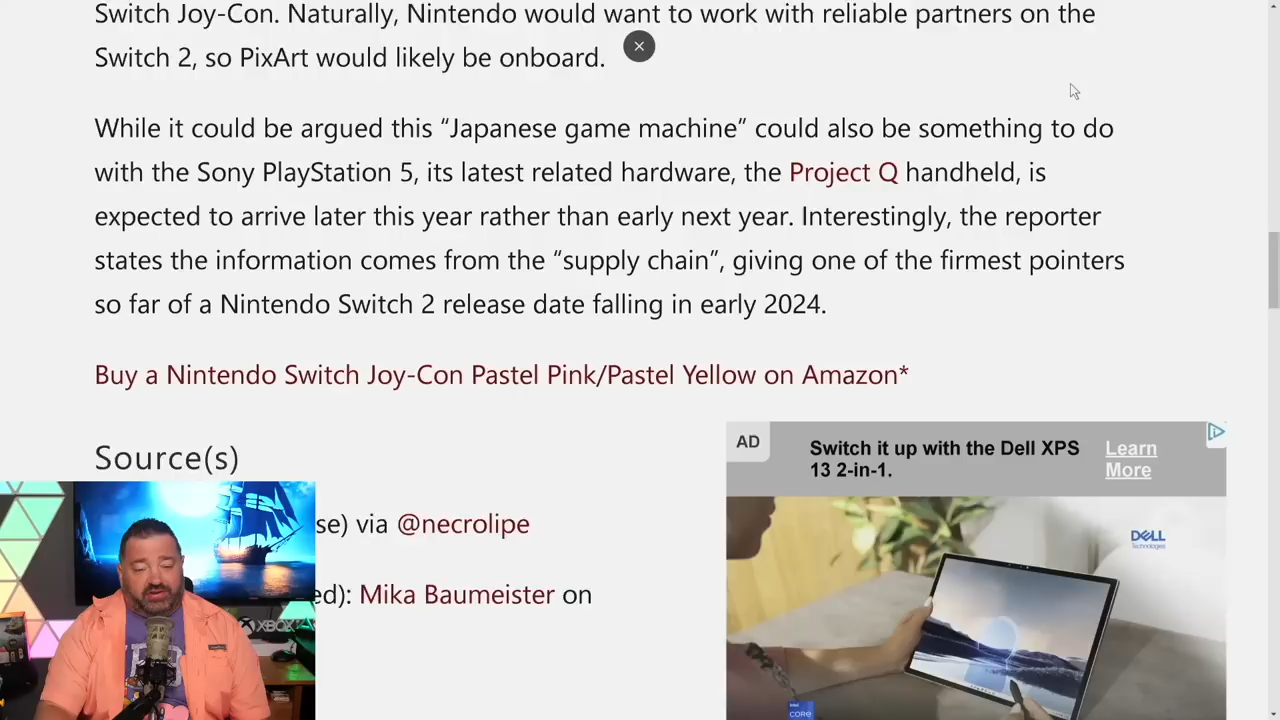 Switch Joy-Con. Naturally, Nintendo would want to work with reliable partners on the
Switch 2, so PixArt would likely be onboard.
While it could be argued this “Japanese game machine” could also be something to do
with the Sony PlayStation 5, its latest related hardware, the Project Q handheld, is
expected to arrive later this year rather than early next year. Interestingly, the reporter
states the information comes from the “supply chain”, giving one of the firmest pointers
so far of a Nintendo Switch 2 release date falling in early 2024.
Buy a Nintendo Switch Joy-Con Pastel Pink/Pastel Yellow on Amazon*
Source(s)
se) via @necrolipe
ed): Mika Baumeister on
AD
Switch it up with the Dell XPS
13 2-in-1.
Learn
More
DELL
Technologies
intel
CORE
XBOX